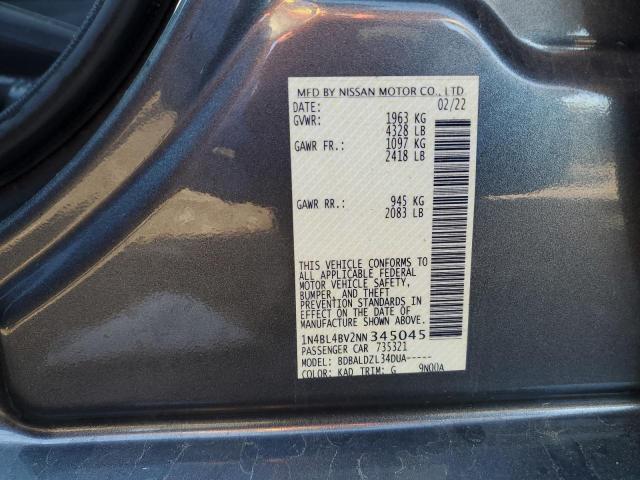 MFD BY NISSAN MOTOR CO., LTD
DATE: 02/22
GVWR: 1963 KG
4328 LB
GAWR FR.: 1097 KG
2418 LB
GAWR RR.: 945 KG
2083 LB
THIS VEHICLE CONFORMS TO
ALL APPLICABLE FEDERAL
MOTOR VEHICLE SAFETY,
BUMPER, AND THEFT
PREVENTION STANDARDS IN
EFFECT ON THE DATE OF
MANUFACTURE SHOWN ABOVE.
1N4BL4BV2NN345045
PASSENGER CAR 735321
MODEL: BDBALDZL34DUA-----
COLOR: KAD TRIM: G 9N00A